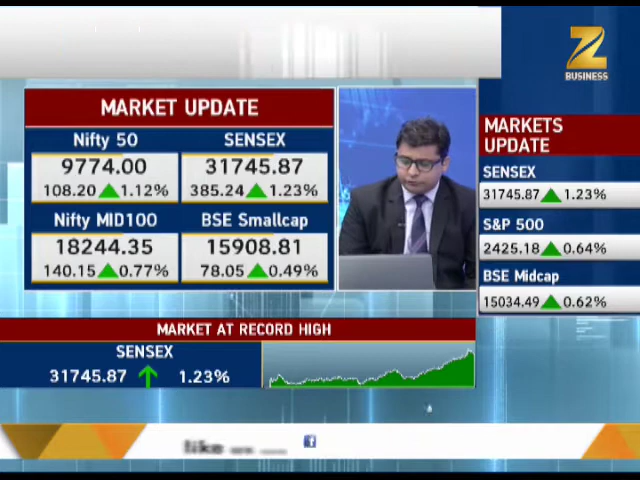 Z
BUSINESS
MARKET UPDATE
Nifty 50 SENSEX
9774.00 31745.87
108.20 1.12% 385.24 1.23%
Nifty MID100 BSE Smallcap
18244.35 15908.81
140.15 0.77% 78.05 0.49%
MARKETS
UPDATE
SENSEX
31745.87 1.23%
S&P 500
2425.18 0.64%
BSE Midcap
15034.49 0.62%
MARKET AT RECORD HIGH
SENSEX
31745.87 1.23%
like
f